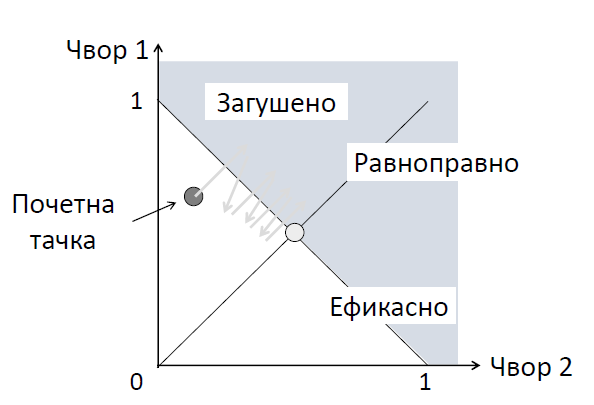 Чвор 1
1
Загушено
Равноправно
Почетна
тачка
Ефикасно
0
1
Чвор 2